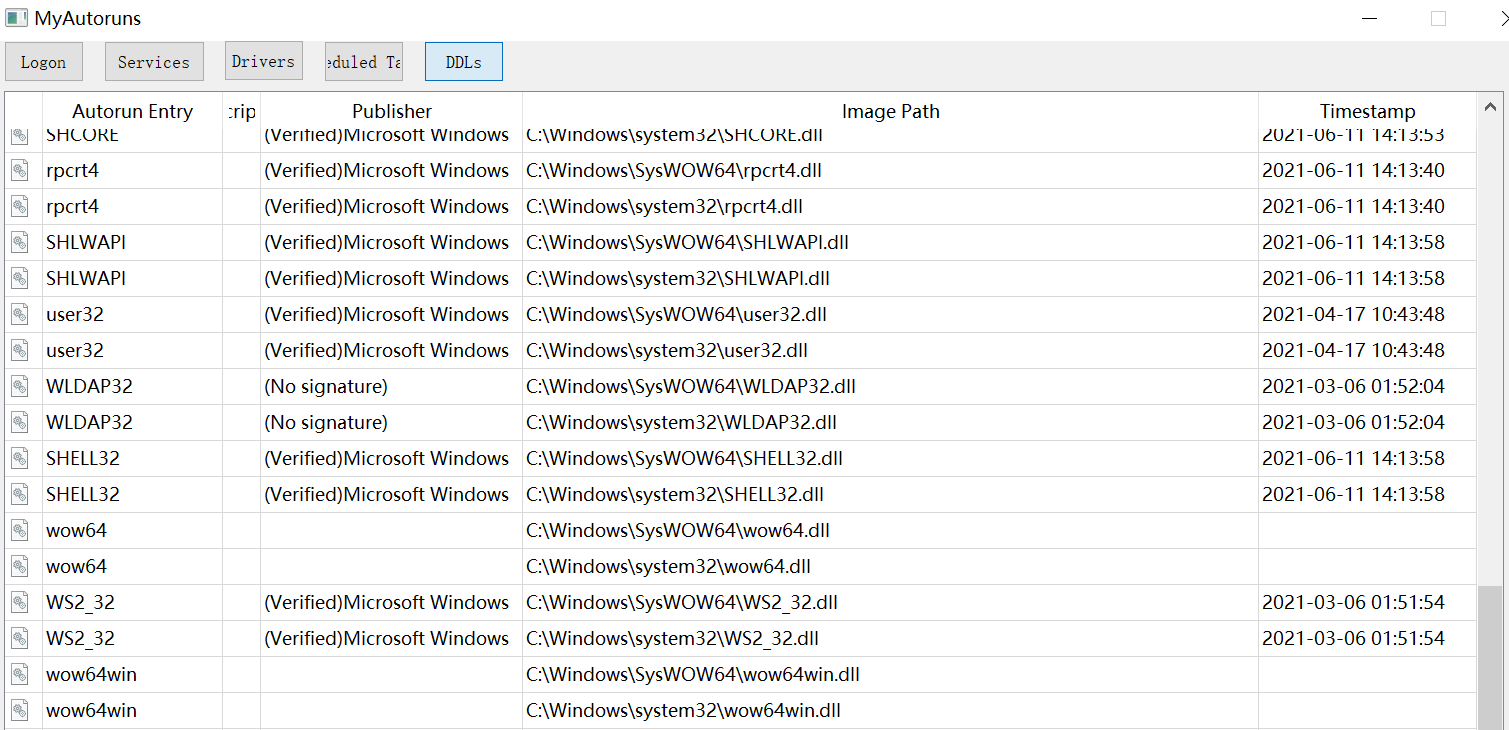 MyAutoruns
Logon Services Drivers eduled Ta DDLs
Autorun Entry crip Publisher Image Path Timestamp
SHCORE (Verified)Microsoft Windows C:\Windows\system32\SHCORE.dll 2021-06-11 14:13:53
rpcrt4 (Verified)Microsoft Windows C:\Windows\SysWOW64\rpcrt4.dll 2021-06-11 14:13:40
rpcrt4 (Verified)Microsoft Windows C:\Windows\system32\rpcrt4.dll 2021-06-11 14:13:40
SHLWAPI (Verified)Microsoft Windows C:\Windows\SysWOW64\SHLWAPI.dll 2021-06-11 14:13:58
SHLWAPI (Verified)Microsoft Windows C:\Windows\system32\SHLWAPI.dll 2021-06-11 14:13:58
user32 (Verified)Microsoft Windows C:\Windows\SysWOW64\user32.dll 2021-04-17 10:43:48
user32 (Verified)Microsoft Windows C:\Windows\system32\user32.dll 2021-04-17 10:43:48
WLDAP32 (No signature) C:\Windows\SysWOW64\WLDAP32.dll 2021-03-06 01:52:04
WLDAP32 (No signature) C:\Windows\system32\WLDAP32.dll 2021-03-06 01:52:04
SHELL32 (Verified)Microsoft Windows C:\Windows\SysWOW64\SHELL32.dll 2021-06-11 14:13:58
SHELL32 (Verified)Microsoft Windows C:\Windows\system32\SHELL32.dll 2021-06-11 14:13:58
wow64 C:\Windows\SysWOW64\wow64.dll
wow64 C:\Windows\system32\wow64.dll
WS2_32 (Verified)Microsoft Windows C:\Windows\SysWOW64\WS2_32.dll 2021-03-06 01:51:54
WS2_32 (Verified)Microsoft Windows C:\Windows\system32\WS2_32.dll 2021-03-06 01:51:54
wow64win C:\Windows\SysWOW64\wow64win.dll
wow64win C:\Windows\system32\wow64win.dll